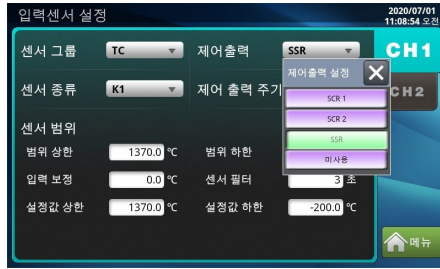 입력센서 설정
2020/07/01
11:08:54 오전
센서 그룹 TC 제어출력 SSR
CH1
제어출력 설정
센서 종류 K1 제어 출력 주기
SCR 1
CH2
SCR 2
센서 범위
SSR
범위 상한 1370.0 ℃ 범위 하한
미사용
입력 보정 0.0 ℃ 센서 필터 3 초
설정값 상한 1370.0 ℃ 설정값 하한 -200.0 ℃
메뉴